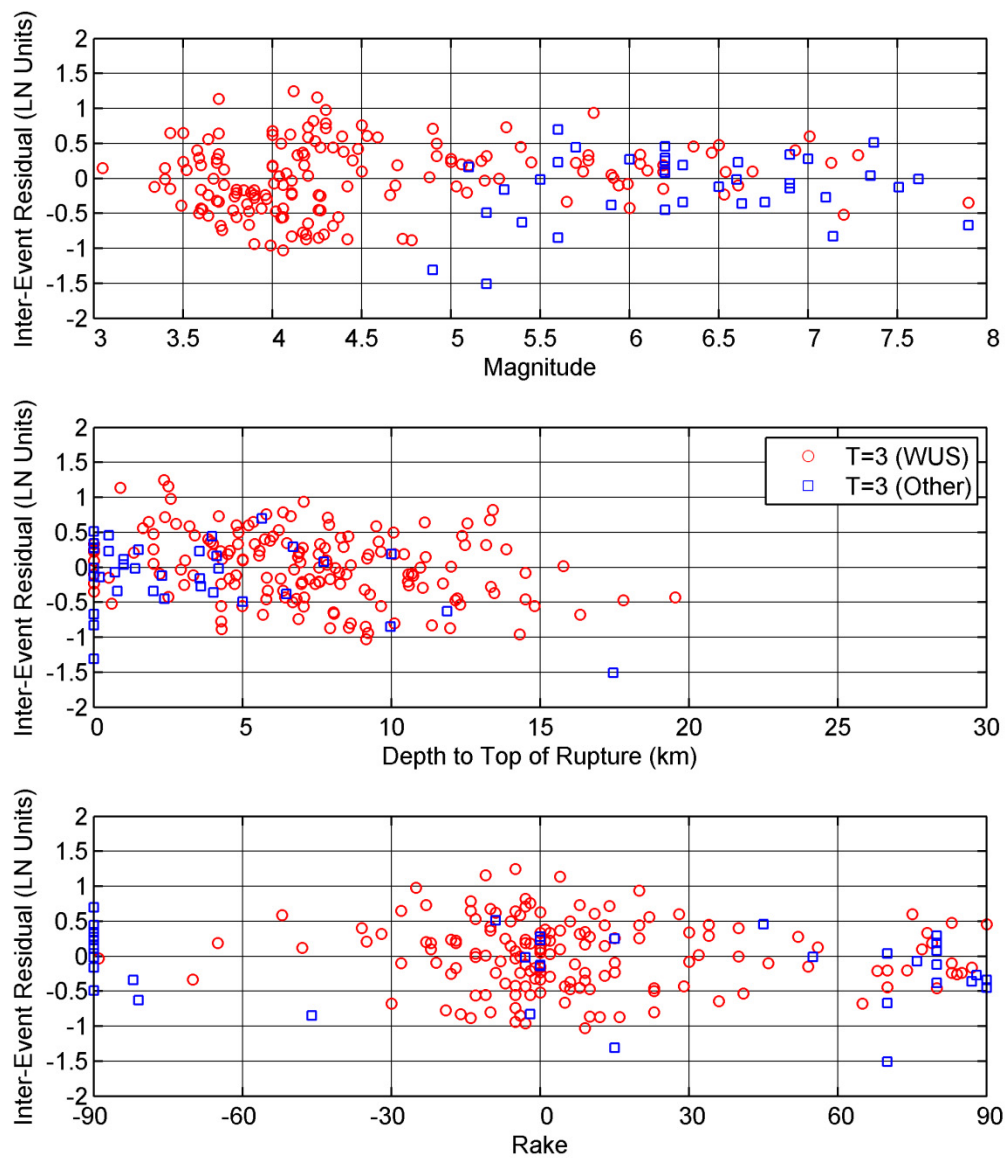 Inter-Event Residual (LN Units)
2
1.5
1
0.5
0
-0.5
-1
-1.5
-2
3 3.5 4 4.5 5 5.5 6 6.5 7 7.5 8
Magnitude
Inter-Event Residual (LN Units)
2
1.5
1
0.5
0
-0.5
-1
-1.5
-2
T=3 (WUS)
T=3 (Other)
0 5 10 15 20 25 30
Depth to Top of Rupture (km)
Inter-Event Residual (LN Units)
2
1.5
1
0.5
0
-0.5
-1
-1.5
-2
-90 -60 -30 0 30 60 90
Rake